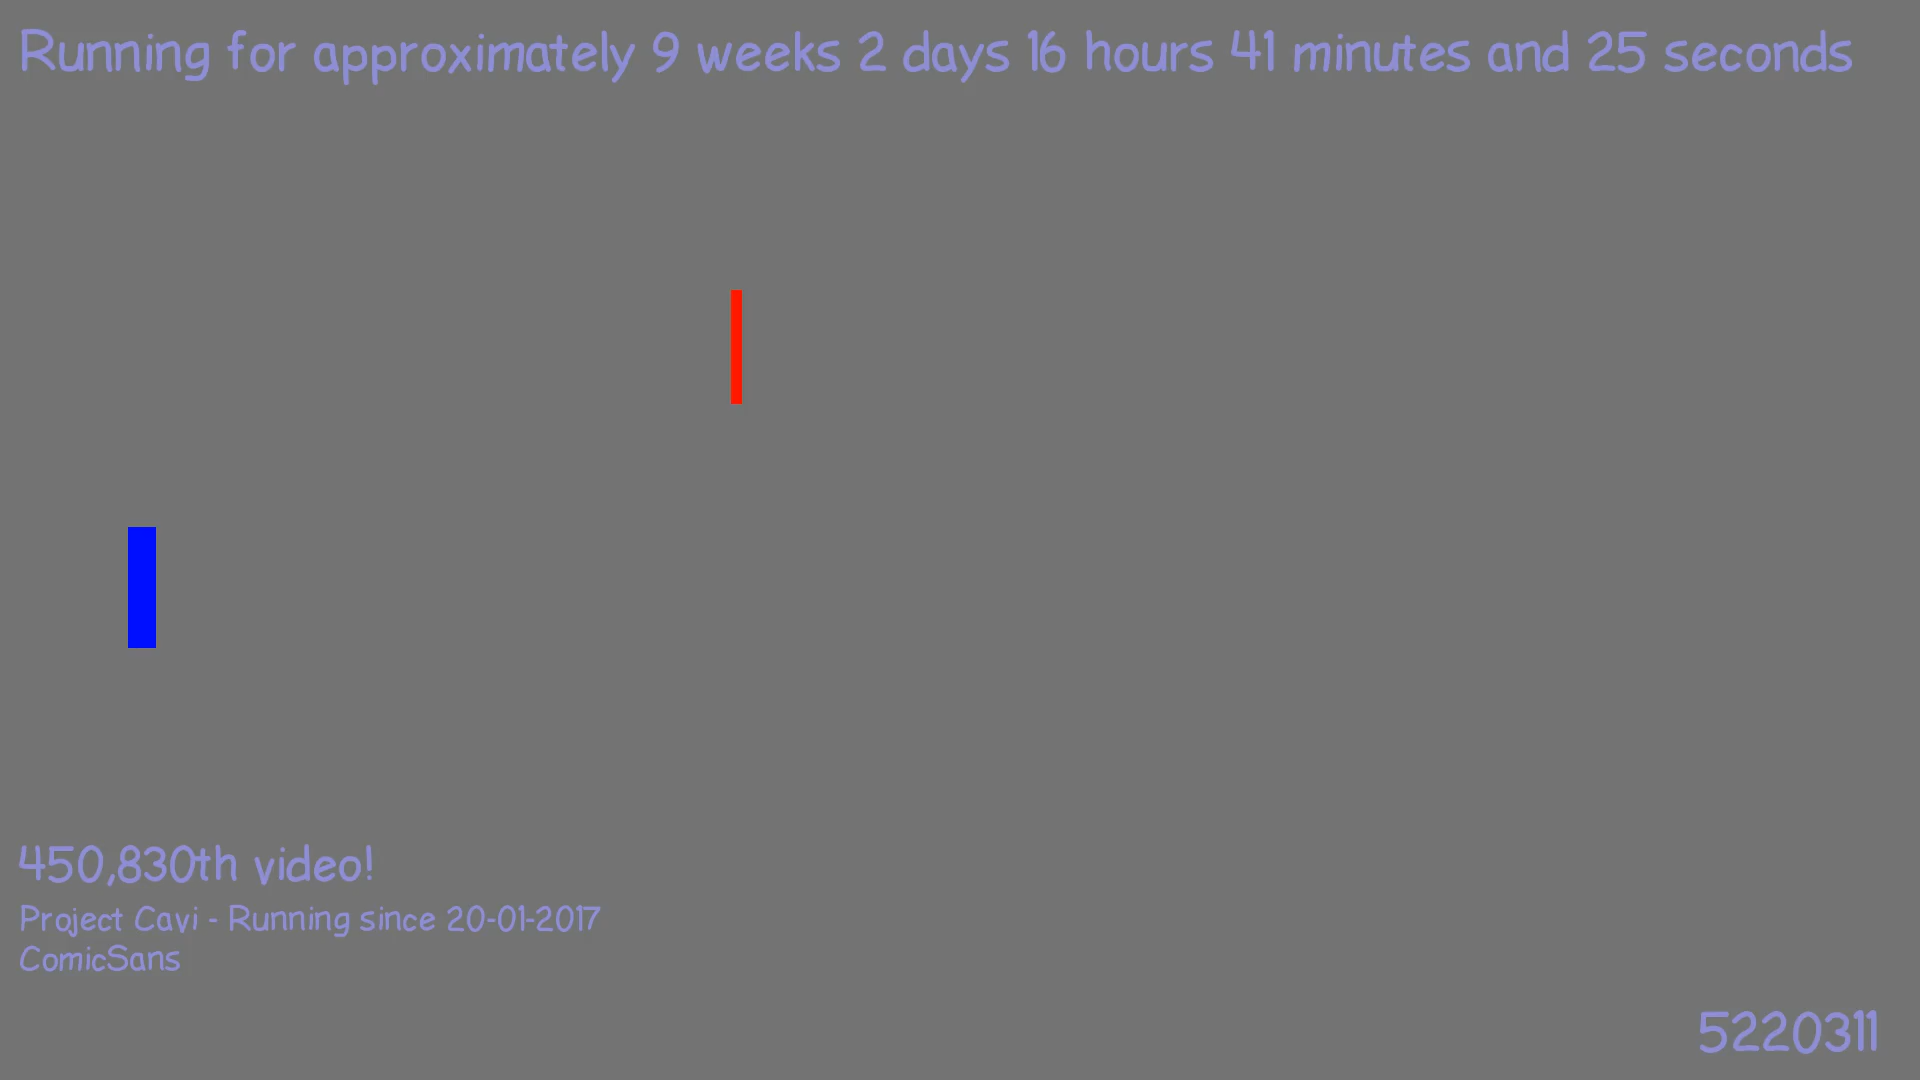 Running for approximately 9 weeks 2 days 16 hours 41 minutes and 25 seconds
450,830th video!
Project Cavi - Running since 20-01-2017
ComicSans
5220311